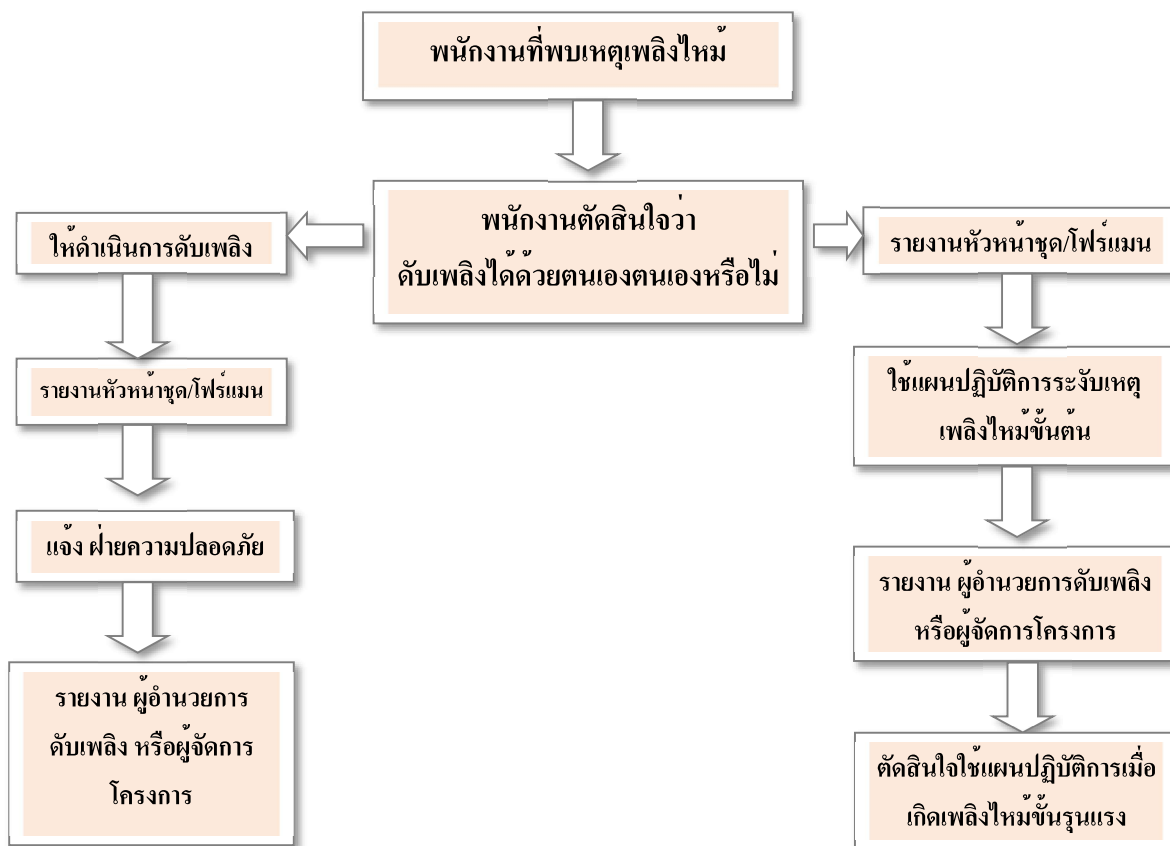 พนักงานที่พบเหตุเพลิงไหม้
พนักงานตัดสินใจว่า
ดับเพลิงได้ด้วยตนเองตนเองหรือไม่
ให้ดำเนินการดับเพลิง
รายงานหัวหน้าชุด/โฟร์แมน
แจ้ง ฝ่ายความปลอดภัย
รายงาน ผู้อำนวยการ
ดับเพลิง หรือผู้จัดการ
โครงการ
รายงานหัวหน้าชุด/โฟร์แมน
ใช้แผนปฏิบัติการระงับเหตุ
เพลิงไหม้ขั้นต้น
รายงาน ผู้อำนวยการดับเพลิง
หรือผู้จัดการโครงการ
ตัดสินใจใช้แผนปฏิบัติการเมื่อ
เกิดเพลิงไหม้ขั้นรุนแรง